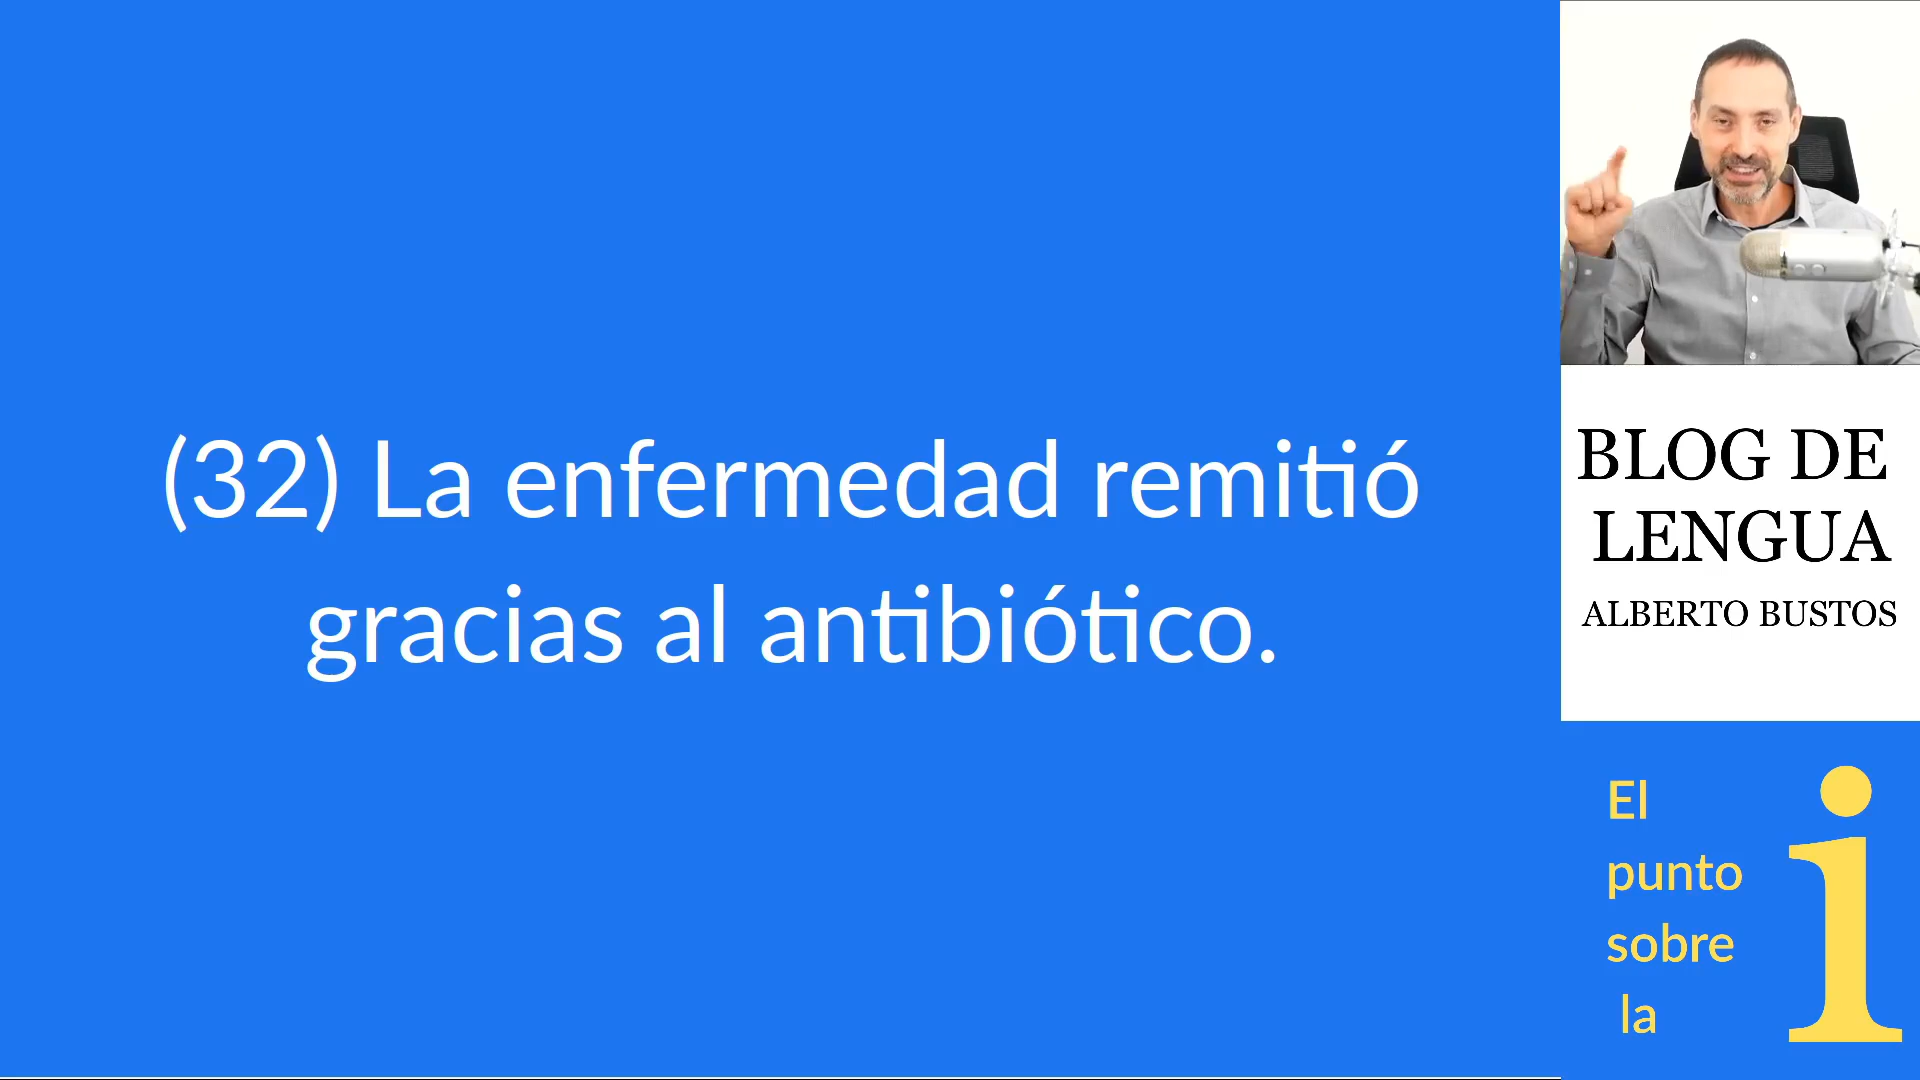 (32) La enfermedad remitió
gracias al antibiótico.
BLOG DE
LENGUA
ALBERTO BUSTOS
El
punto
sobre
la
i